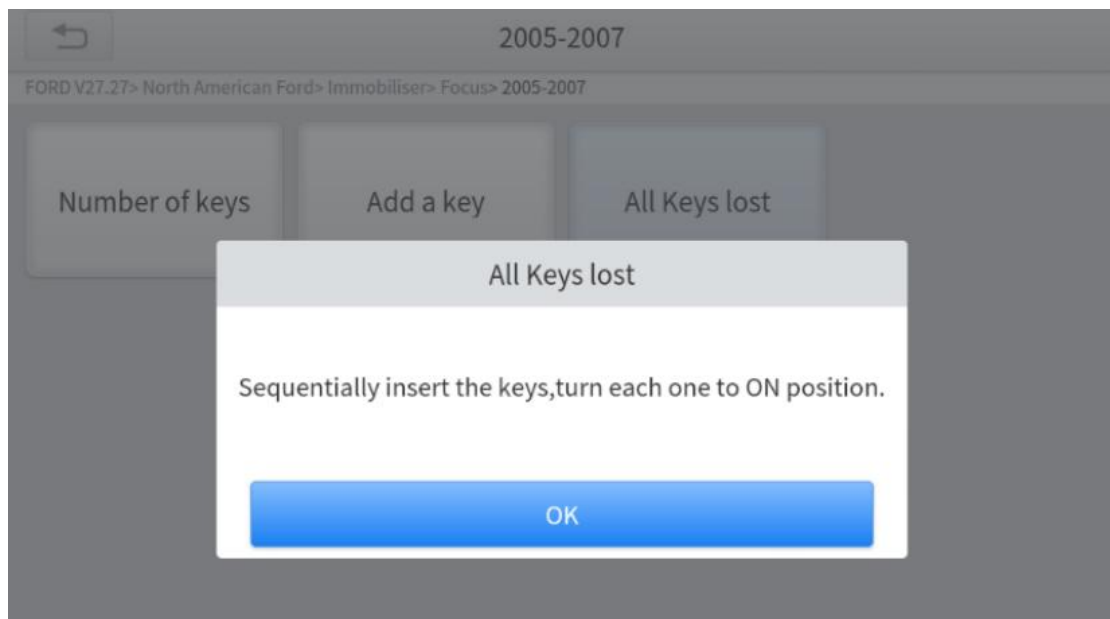 2005-2007
FORD V27.27> North American Ford> Immobiliser> Focus> 2005-2007
Number of keys
Add a key
All Keys lost
All Keys lost
Sequentially insert the keys,turn each one to ON position.
OK